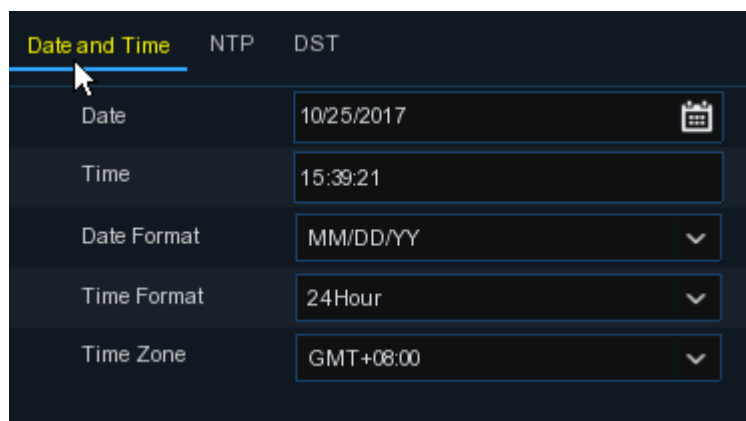 Date and Time NTP DST
Date 10/25/2017
Time 15:39:21
Date Format MM/DD/YY
Time Format 24Hour
Time Zone GMT+08:00